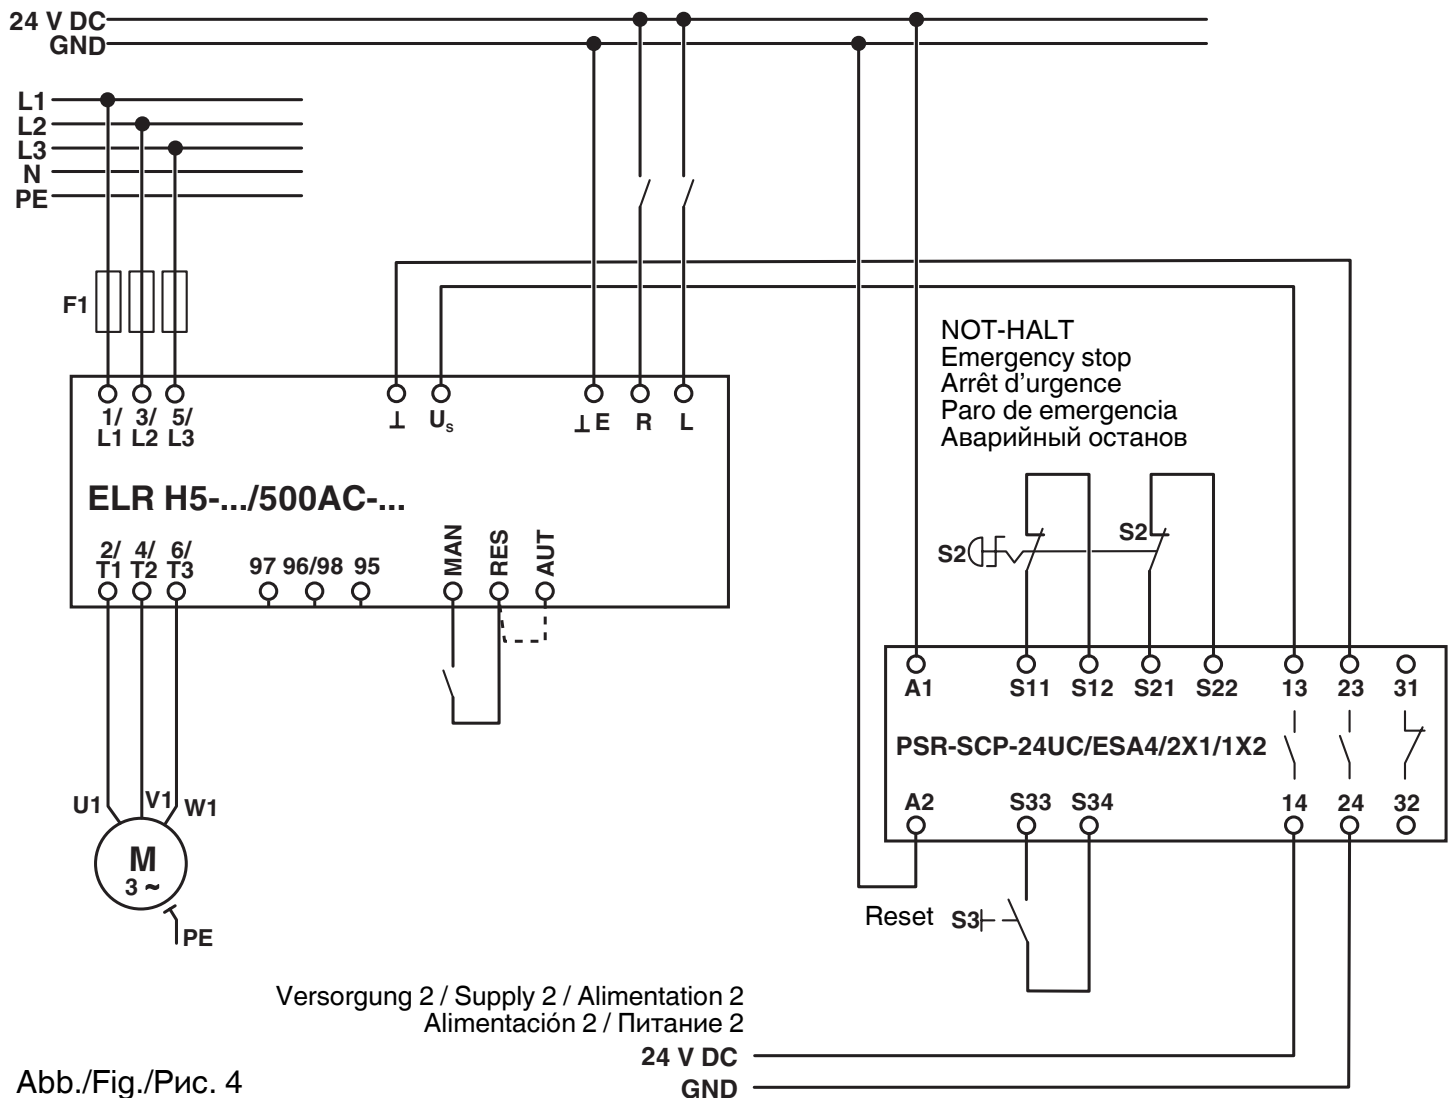 24 V DC
GND
L1
L2
L3
N
PE
F1
1/ 3/ 5/
L1 L2 L3
⊥ Us ⊥E R L
ELR H5-.../500AC-...
2/ 4/ 6/
T1 T2 T3
97 96/98 95
MAN
RES
AUT
U1 V1 W1
M
3 ~
PE
NOT-HALT
Emergency stop
Arrêt d'urgence
Paro de emergencia
Аварийный останов
S2
S2
A1 S11 S12 S21 S22 13 23 31
PSR-SCP-24UC/ESA4/2X1/1X2
A2 S33 S34 14 24 32
Reset S3
Versorgung 2 / Supply 2 / Alimentation 2
Alimentación 2 / Питание 2
24 V DC
GND
Abb./Fig./Рис. 4